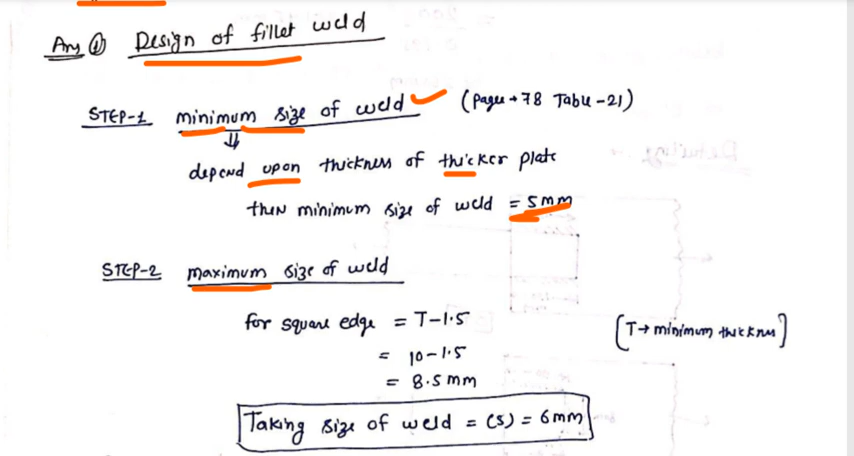 Ans ① Design of fillet weld
STEP-1 minimum size of weld (Page → 78 Table -21)
⇓
depend upon thickness of thicker plate
then minimum size of weld = 5mm
STEP-2 maximum size of weld
for square edge = T-1.5
[T→ minimum thickness]
= 10-1.5
= 8.5 mm
Taking size of weld = (S) = 6mm